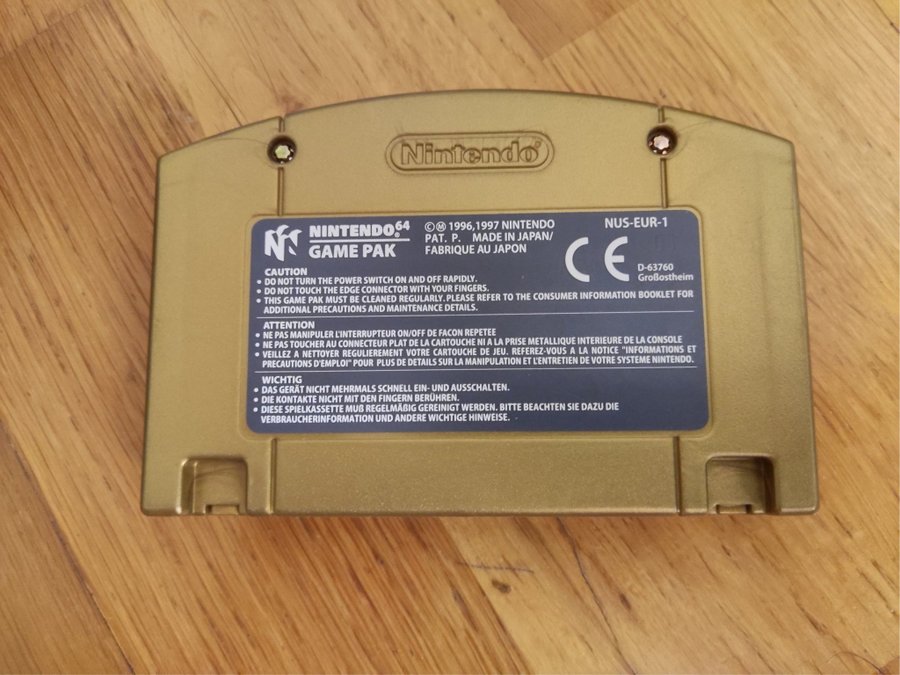 Nintendo®
NINTENDO®64
GAME PAK
©Ⓜ 1996,1997 NINTENDO
PAT. P. MADE IN JAPAN/
FABRIQUE AU JAPON
NUS-EUR-1
CE
D-63760
Großostheim
CAUTION
• DO NOT TURN THE POWER SWITCH ON AND OFF RAPIDLY.
• DO NOT TOUCH THE EDGE CONNECTOR WITH YOUR FINGERS.
• THIS GAME PAK MUST BE CLEANED REGULARLY. PLEASE REFER TO THE CONSUMER INFORMATION BOOKLET FOR
ADDITIONAL PRECAUTIONS AND MAINTENANCE DETAILS.
ATTENTION
• NE PAS MANIPULER L'INTERRUPTEUR ON/OFF DE FACON REPETEE
• NE PAS TOUCHER AU CONNECTEUR PLAT DE LA CARTOUCHE NI A LA PRISE METALLIQUE INTERIEURE DE LA CONSOLE
• VEILLEZ A NETTOYER REGULIEREMENT VOTRE CARTOUCHE DE JEU. REFEREZ-VOUS A LA NOTICE "INFORMATIONS ET
PRECAUTIONS D'EMPLOI" POUR PLUS DE DETAILS SUR LA MANIPULATION ET L'ENTRETIEN DE VOTRE SYSTEME NINTENDO.
WICHTIG
• DAS GERÄT NICHT MEHRMALS SCHNELL EIN- UND AUSSCHALTEN.
• DIE KONTAKTE NICHT MIT DEN FINGERN BERÜHREN.
• DIESE SPIELKASSETTE MUß REGELMÄßIG GEREINIGT WERDEN. BITTE BEACHTEN SIE DAZU DIE
VERBRAUCHERINFORMATION UND ANDERE WICHTIGE HINWEISE.